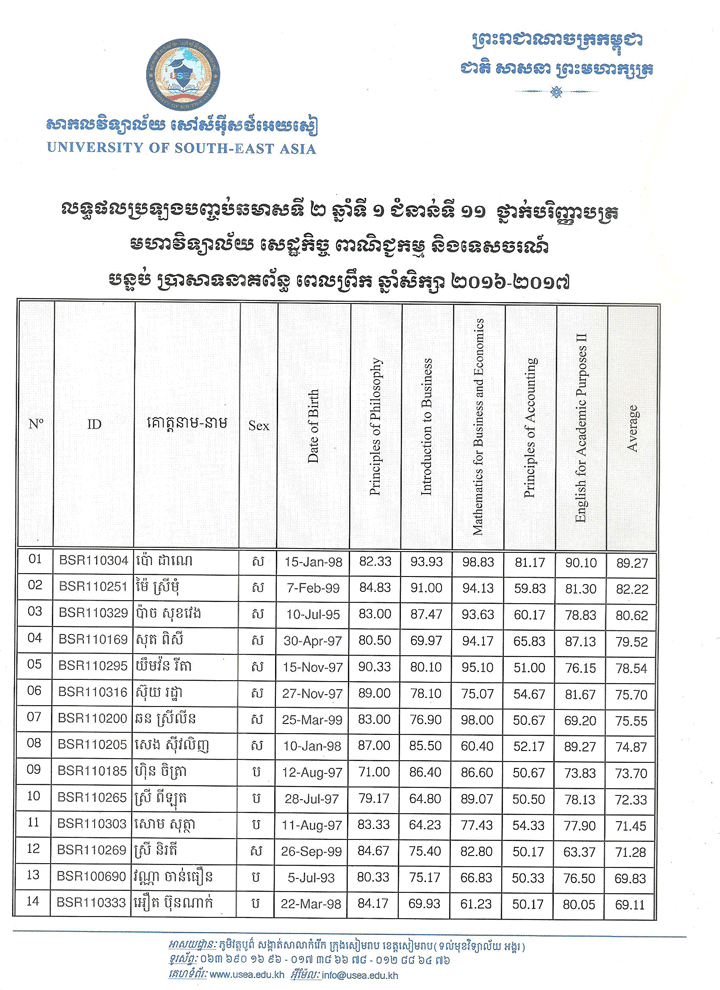 ព្រះរាជាណាចក្រកម្ពុជា
ជាតិ សាសនា ព្រះមហាក្សត្រ
USEA
សាកលវិទ្យាល័យ សៅស៍អ៊ីសថ៍អេយសៀ
UNIVERSITY OF SOUTH-EAST ASIA
លទ្ធផលប្រឡងបញ្ចប់ឆមាសទី ២ ឆ្នាំទី ១ ជំនាន់ទី ១១ ថ្នាក់បរិញ្ញាបត្រ
មហាវិទ្យាល័យ សេដ្ឋកិច្ច ពាណិជ្ជកម្ម និងទេសចរណ៍
បន្ទប់ ប្រាសាទនាគព័ន្ធ ពេលព្រឹក ឆ្នាំសិក្សា ២០១៦-២០១៧
Nº ID គោត្តនាម-នាម Sex Date of Birth Principles of Philosophy Introduction to Business Mathematics for Business and Economics Principles of Accounting English for Academic Purposes II Average
01 BSR110304 ប៉ោ ដាណេ ស 15-Jan-98 82.33 93.93 98.83 81.17 90.10 89.27
02 BSR110251 ម៉ៃ ស្រីមុំ ស 7-Feb-99 84.83 91.00 94.13 59.83 81.30 82.22
03 BSR110329 ប៉ាច សុខវេង ស 10-Jul-95 83.00 87.47 93.63 60.17 78.83 80.62
04 BSR110169 សុត ពិសី ស 30-Apr-97 80.50 69.97 94.17 65.83 87.13 79.52
05 BSR110295 យឹមវ៉ន រីតា ស 15-Nov-97 90.33 80.10 95.10 51.00 76.15 78.54
06 BSR110316 ស៊ុយ រដ្ឋា ស 27-Nov-97 89.00 78.10 75.07 54.67 81.67 75.70
07 BSR110200 ឆន ស្រីលីន ស 25-Mar-99 83.00 76.90 98.00 50.67 69.20 75.55
08 BSR110205 សេង ស៊ីវលិញ ស 10-Jan-98 87.00 85.50 60.40 52.17 89.27 74.87
09 BSR110185 ហ៊ិន ចិត្រា ប 12-Aug-97 71.00 86.40 86.60 50.67 73.83 73.70
10 BSR110265 ស្រី ពីឡុត ប 28-Jul-97 79.17 64.80 89.07 50.50 78.13 72.33
11 BSR110303 សោម សុត្ថា ប 11-Aug-97 83.33 64.23 77.43 54.33 77.90 71.45
12 BSR110269 ស្រី និរតី ស 26-Sep-99 84.67 75.40 82.80 50.17 63.37 71.28
13 BSR100690 វណ្ណា ចាន់ធឿន ប 5-Jul-93 80.33 75.17 66.83 50.33 76.50 69.83
14 BSR110333 អឿត ប៊ុនណាក់ ប 22-Mar-98 84.17 69.93 61.23 50.17 80.05 69.11
អាសយដ្ឋាន: ភូមិវត្តបូព៌ សង្កាត់សាលាកំរើក ក្រុងសៀមរាប ខេត្តសៀមរាប(ទល់មុខវិទ្យាល័យ អង្គរ)
ទូរស័ព្ទ: ០៦៣ ៦៩០ ១៦ ៩៦ - ០១៧ ៣៨ ៦៦ ៧៨ - ០១២ ៨៨ ៦៤ ៧៦
គេហទំព័រ: www.usea.edu.kh អ៊ីម៉ែល: info@usea.edu.kh